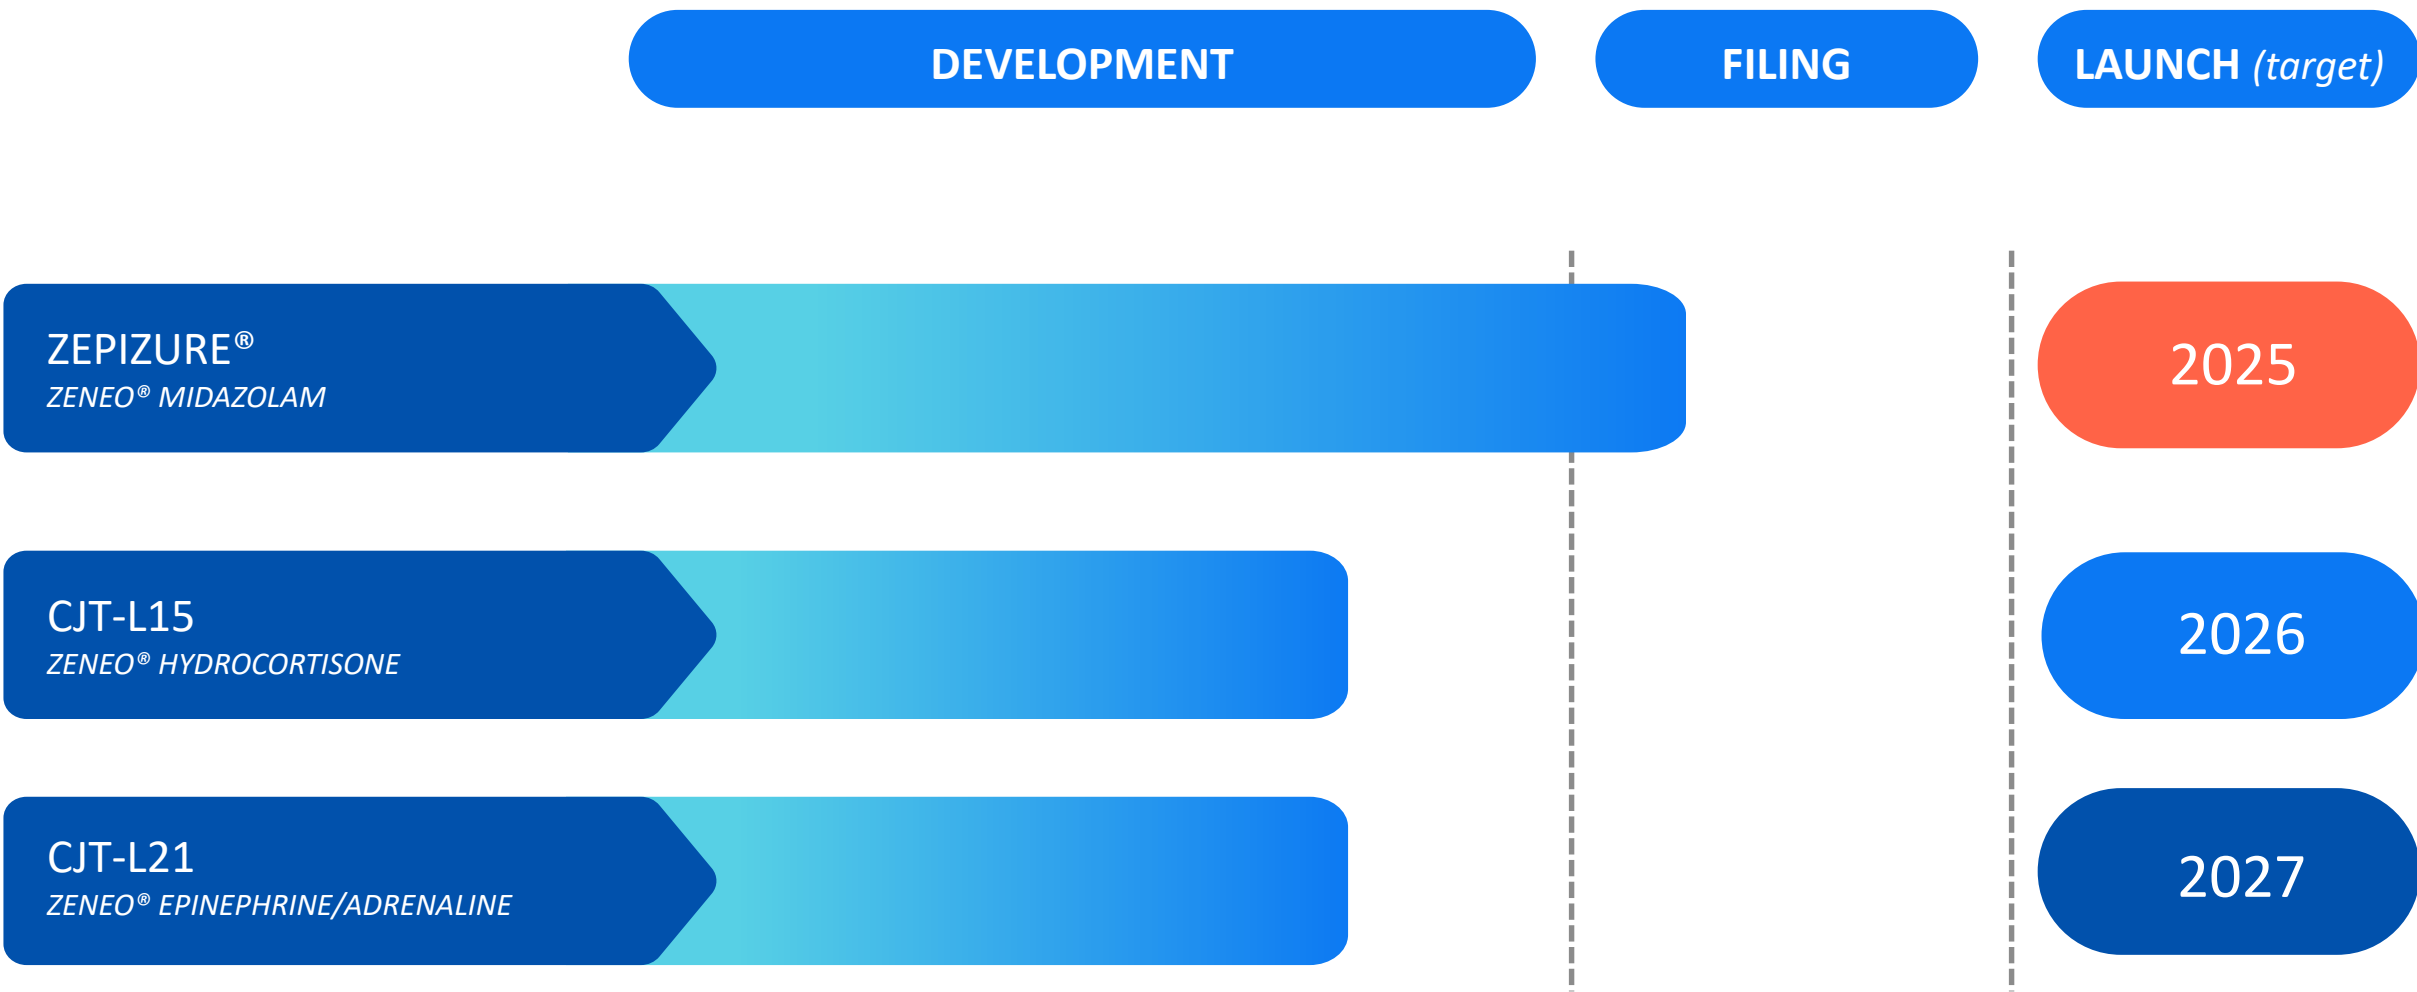 DEVELOPMENT
FILING
LAUNCH (target)
ZEPIZURE®
ZENEO® MIDAZOLAM
2025
CJT-L15
ZENEO® HYDROCORTISONE
2026
CJT-L21
ZENEO® EPINEPHRINE/ADRENALINE
2027